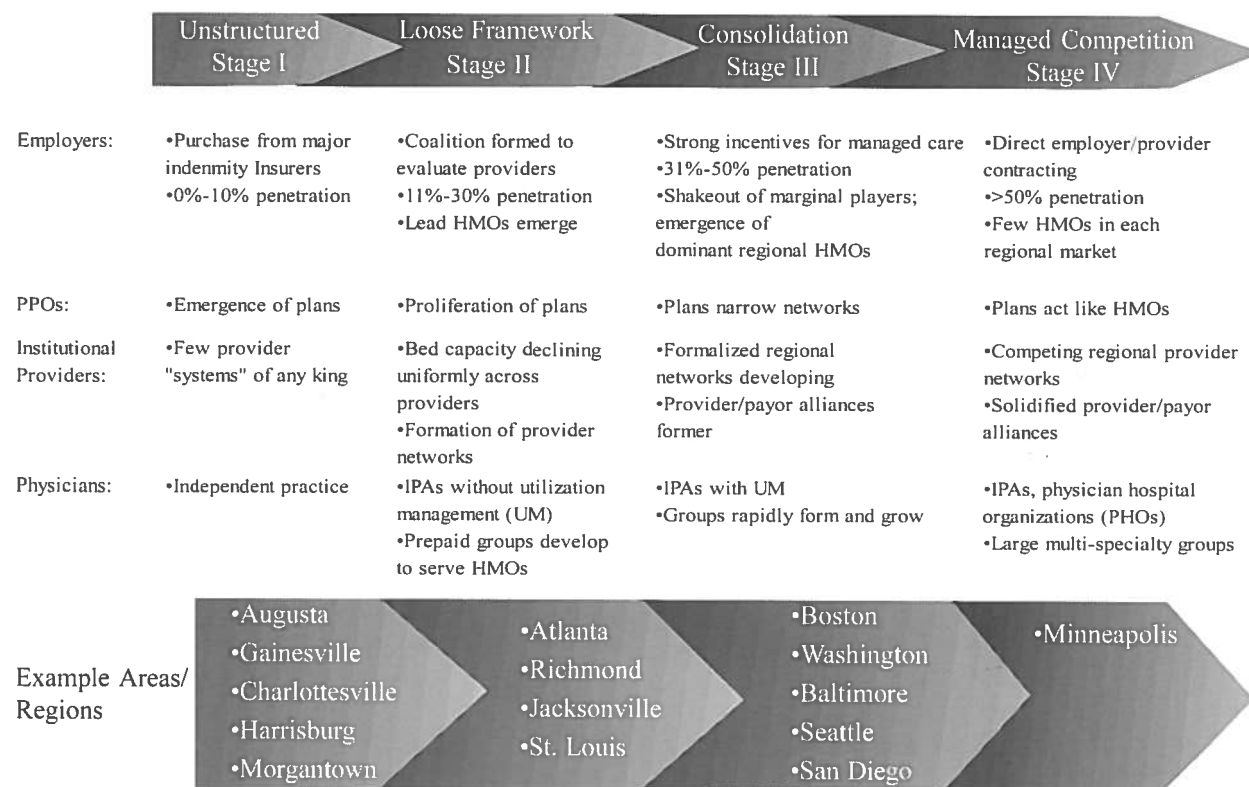 Unstructured
Stage I
Loose Framework
Stage II
Consolidation
Stage III
Managed Competition
Stage IV
Employers:
•Purchase from major
indenmity Insurers
•0%-10% penetration
•Coalition formed to
evaluate providers
•11%-30% penetration
•Lead HMOs emerge
•Strong incentives for managed care
•31%-50% penetration
•Shakeout of marginal players;
emergence of
dominant regional HMOs
•Direct employer/provider
contracting
•>50% penetration
•Few HMOs in each
regional market
PPOs:
•Emergence of plans
•Proliferation of plans
•Plans narrow networks
•Plans act like HMOs
Institutional
Providers:
•Few provider
"systems" of any king
•Bed capacity declining
uniformly across
providers
•Formation of provider
networks
•Formalized regional
networks developing
•Provider/payor alliances
former
•Competing regional provider
networks
•Solidified provider/payor
alliances
Physicians:
•Independent practice
•IPAs without utilization
management (UM)
•Prepaid groups develop
to serve HMOs
•IPAs with UM
•Groups rapidly form and grow
•IPAs, physician hospital
organizations (PHOs)
•Large multi-specialty groups
Example Areas/
Regions
•Augusta
•Gainesville
•Charlottesville
•Harrisburg
•Morgantown
•Atlanta
•Richmond
•Jacksonville
•St. Louis
•Boston
•Washington
•Baltimore
•Seattle
•San Diego
•Minneapolis